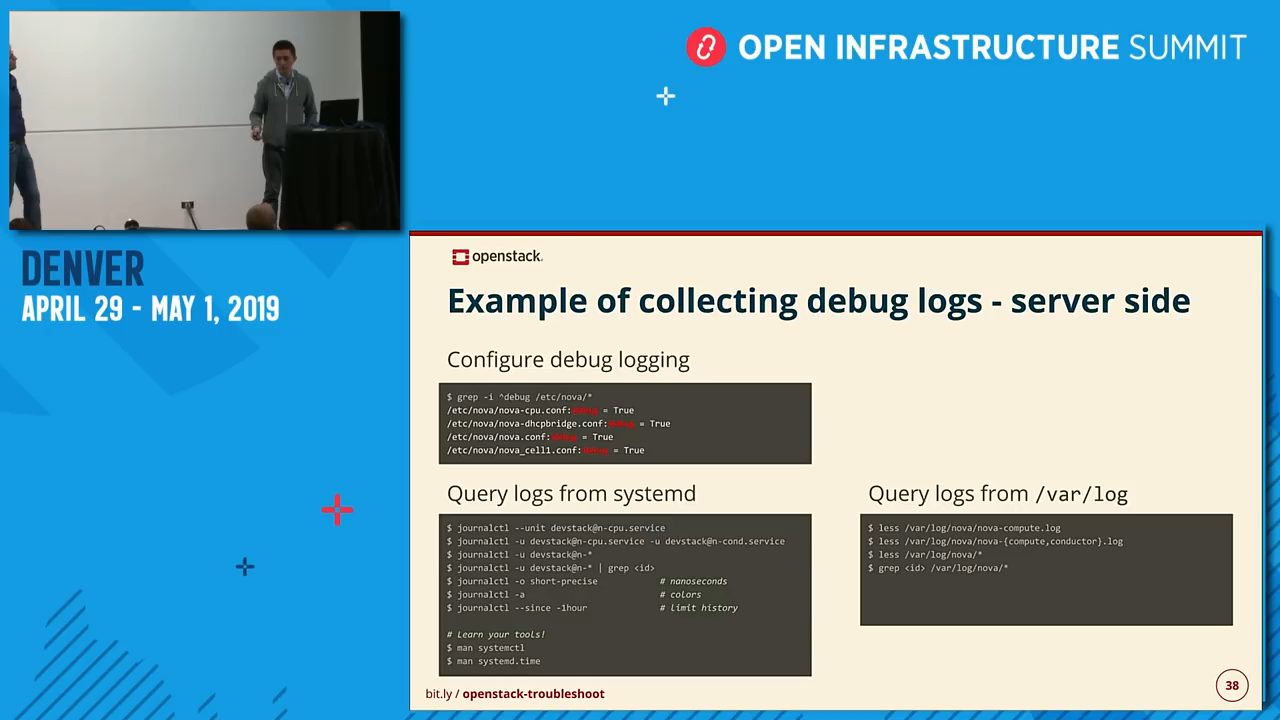 OPEN INFRASTRUCTURE SUMMIT
DENVER
APRIL 29 - MAY 1, 2019
openstack.
Example of collecting debug logs - server side
Configure debug logging
$ grep -i ^debug /etc/nova/*
/etc/nova/nova-cpu.conf:debug = True
/etc/nova/nova-dhcpbridge.conf:debug = True
/etc/nova/nova.conf:debug = True
/etc/nova/nova_cell1.conf:debug = True
Query logs from systemd
$ journalctl --unit devstack@n-cpu.service
$ journalctl -u devstack@n-cpu.service -u devstack@n-cond.service
$ journalctl -u devstack@n-*
$ journalctl -u devstack@n-* | grep <id>
$ journalctl -o short-precise # nanoseconds
$ journalctl -a # colors
$ journalctl --since -1hour # limit history
# Learn your tools!
$ man systemctl
$ man systemd.time
Query logs from /var/log
$ less /var/log/nova/nova-compute.log
$ less /var/log/nova/nova-{compute,conductor}.log
$ less /var/log/nova/*
$ grep <id> /var/log/nova/*
bit.ly / openstack-troubleshoot
38